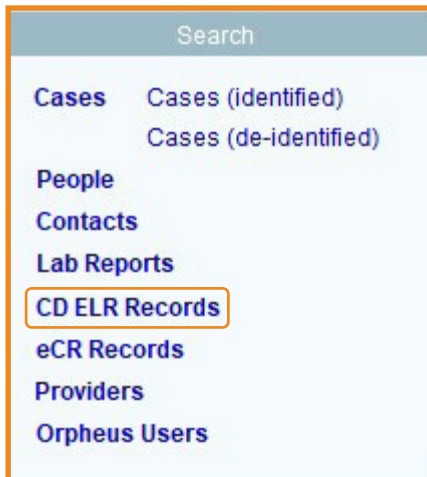 Search
Cases Cases (identified)
Cases (de-identified)
People
Contacts
Lab Reports
CD ELR Records
eCR Records
Providers
Orpheus Users